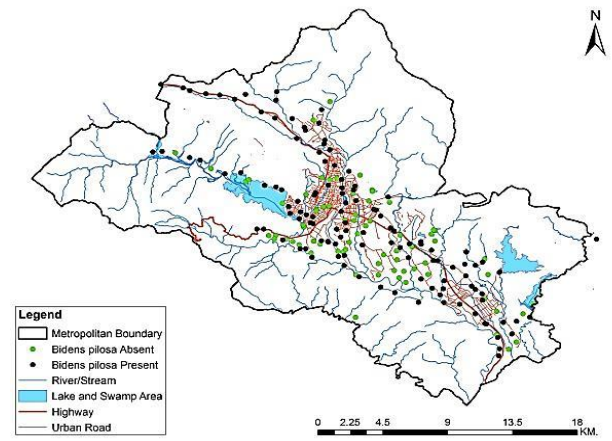 N
Legend
Metropolitan Boundary
Bidens pilosa Absent
Bidens pilosa Present
River/Stream
Lake and Swamp Area
Highway
Urban Road
0 2.25 4.5 9 13.5 18
KM.